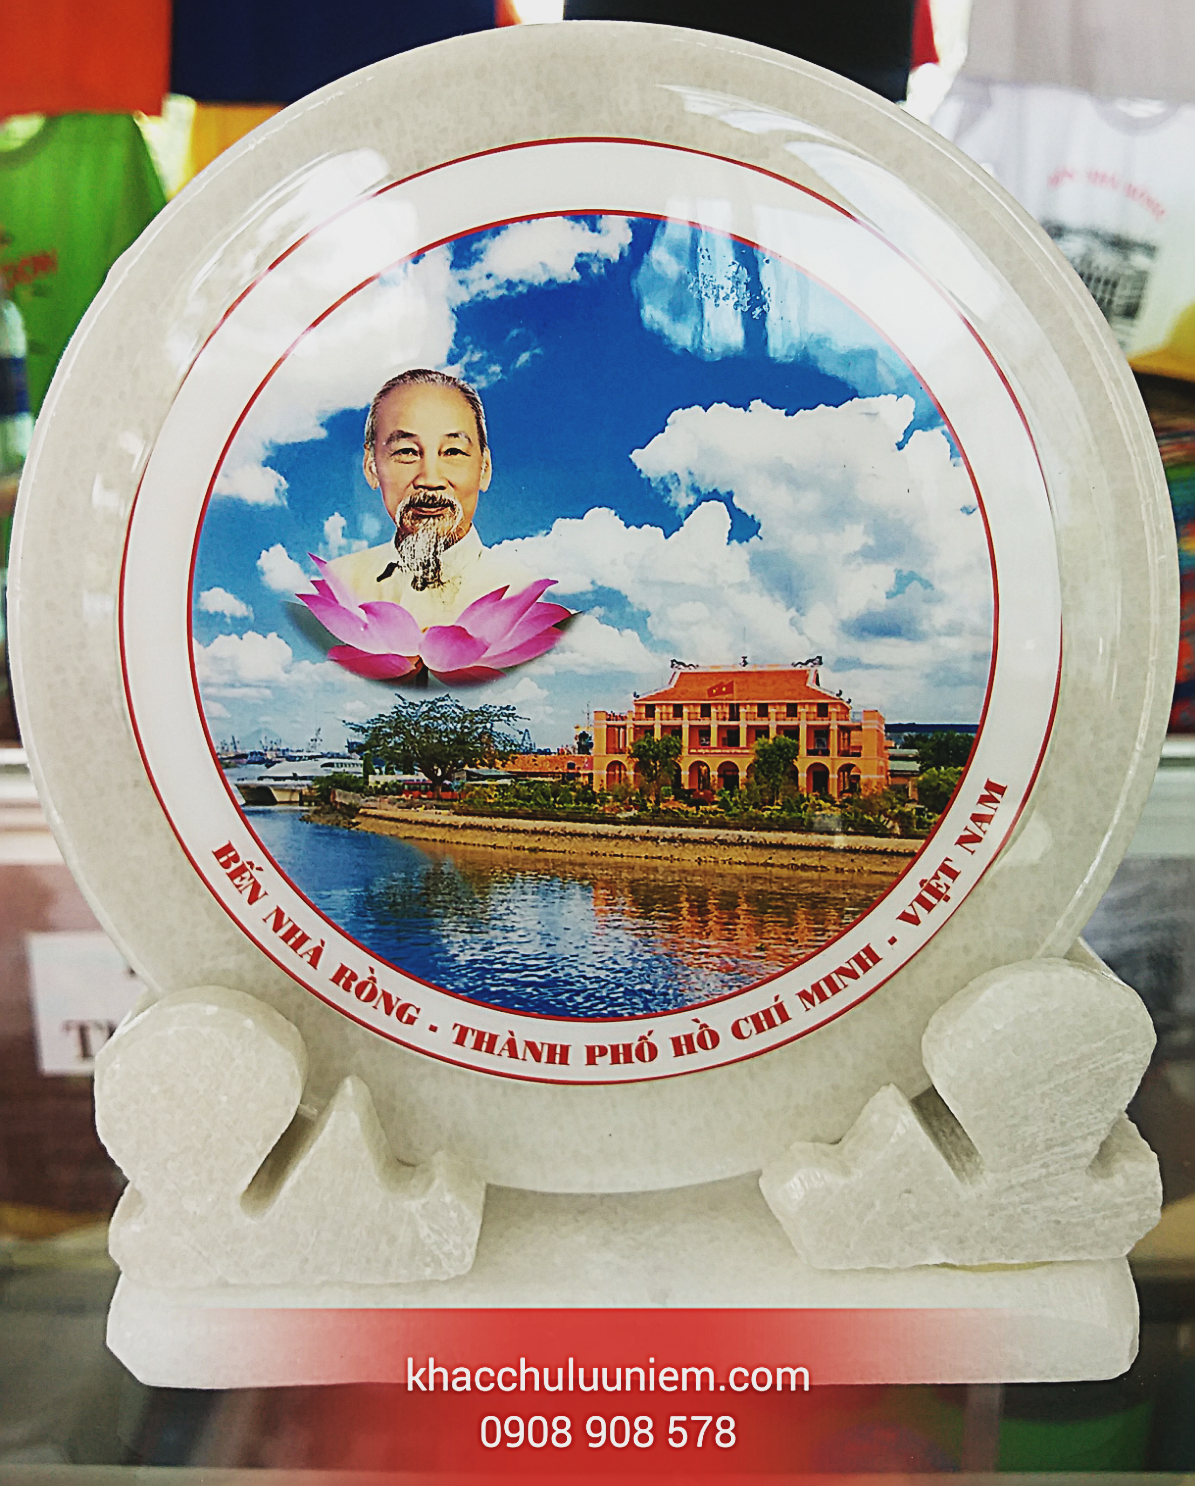 BẾN NHÀ RỒNG - THÀNH PHỐ HỒ CHÍ MINH - VIỆT NAM
khacchuluuniem.com
0908 908 578